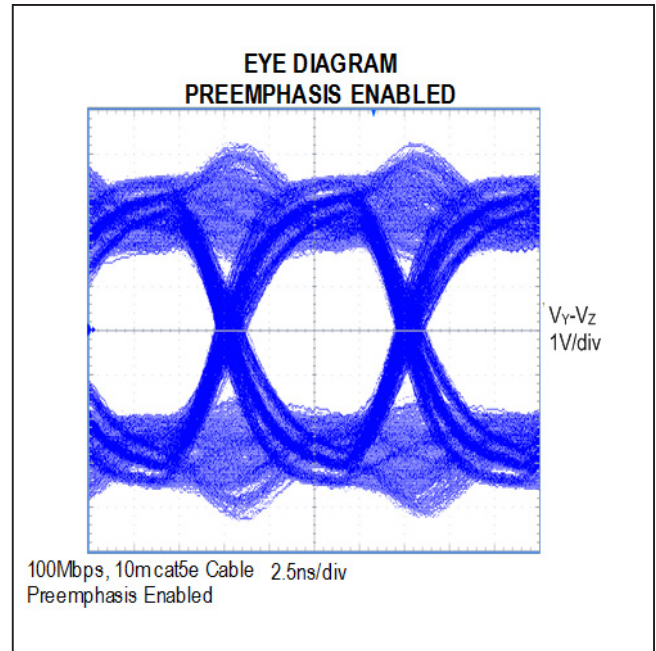 EYE DIAGRAM
PREEMPHASIS ENABLED
VY-VZ
1V/div
100Mbps, 10m cat5e Cable 2.5ns/div
Preemphasis Enabled